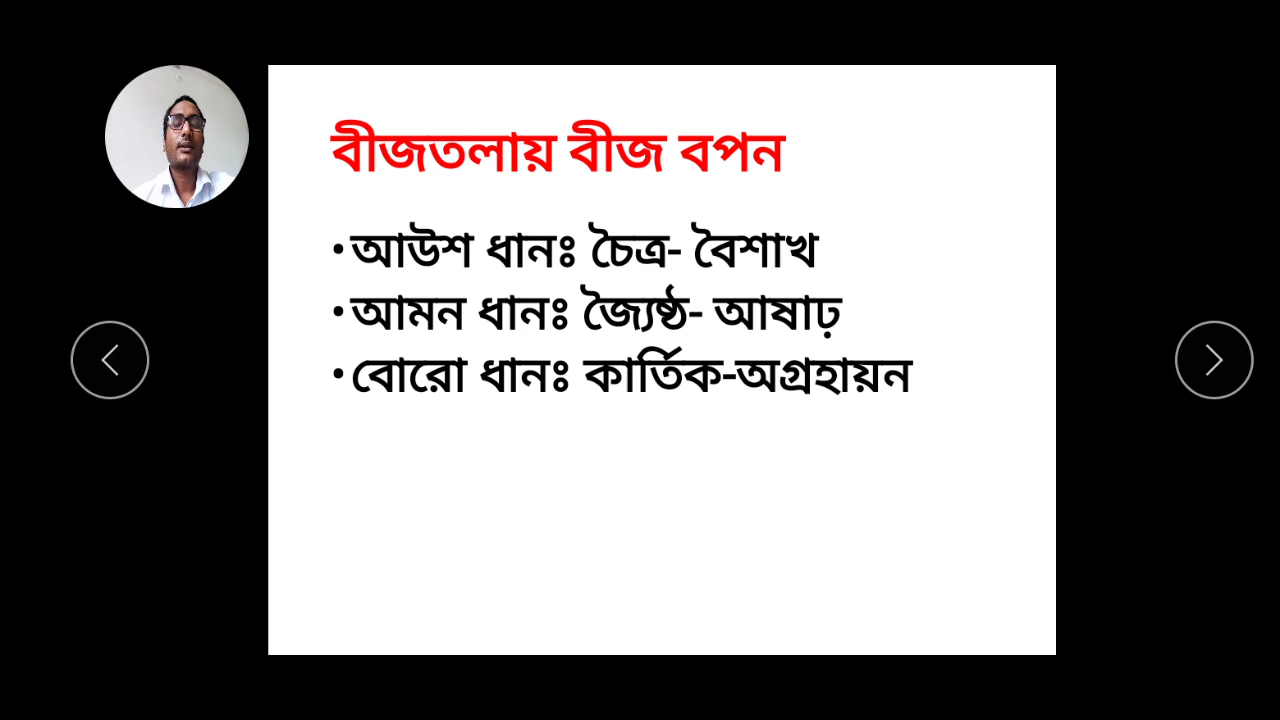 বীজতলায় বীজ বপন
•আউশ ধানঃ চৈত্র- বৈশাখ
•আমন ধানঃ জ্যৈষ্ঠ- আষাঢ়
•বোরো ধানঃ কার্তিক-অগ্রহায়ন